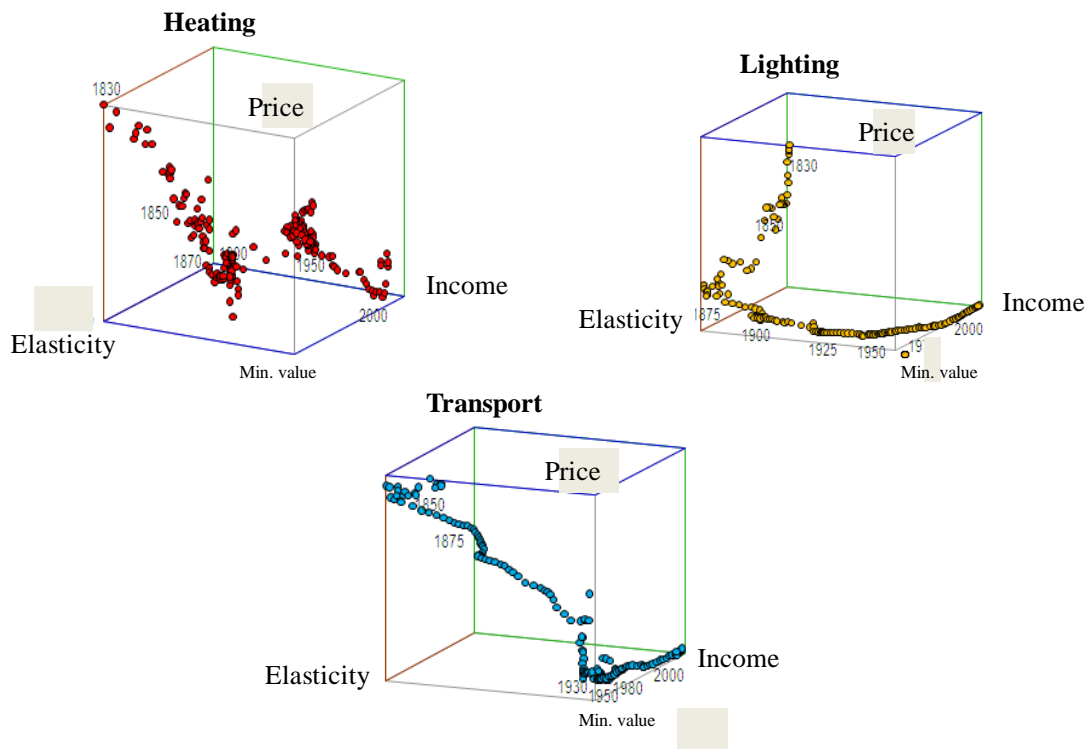 Heating
1830
Price
1850
1870
1950
2000
Income
Elasticity
Min. value
Lighting
Price
1830
1850
Income
Elasticity
1875
1900
1925
1950
2000
Min. value
Transport
Price
1850
1875
Elasticity
Income
1930
1950
1980
2000
Min. value